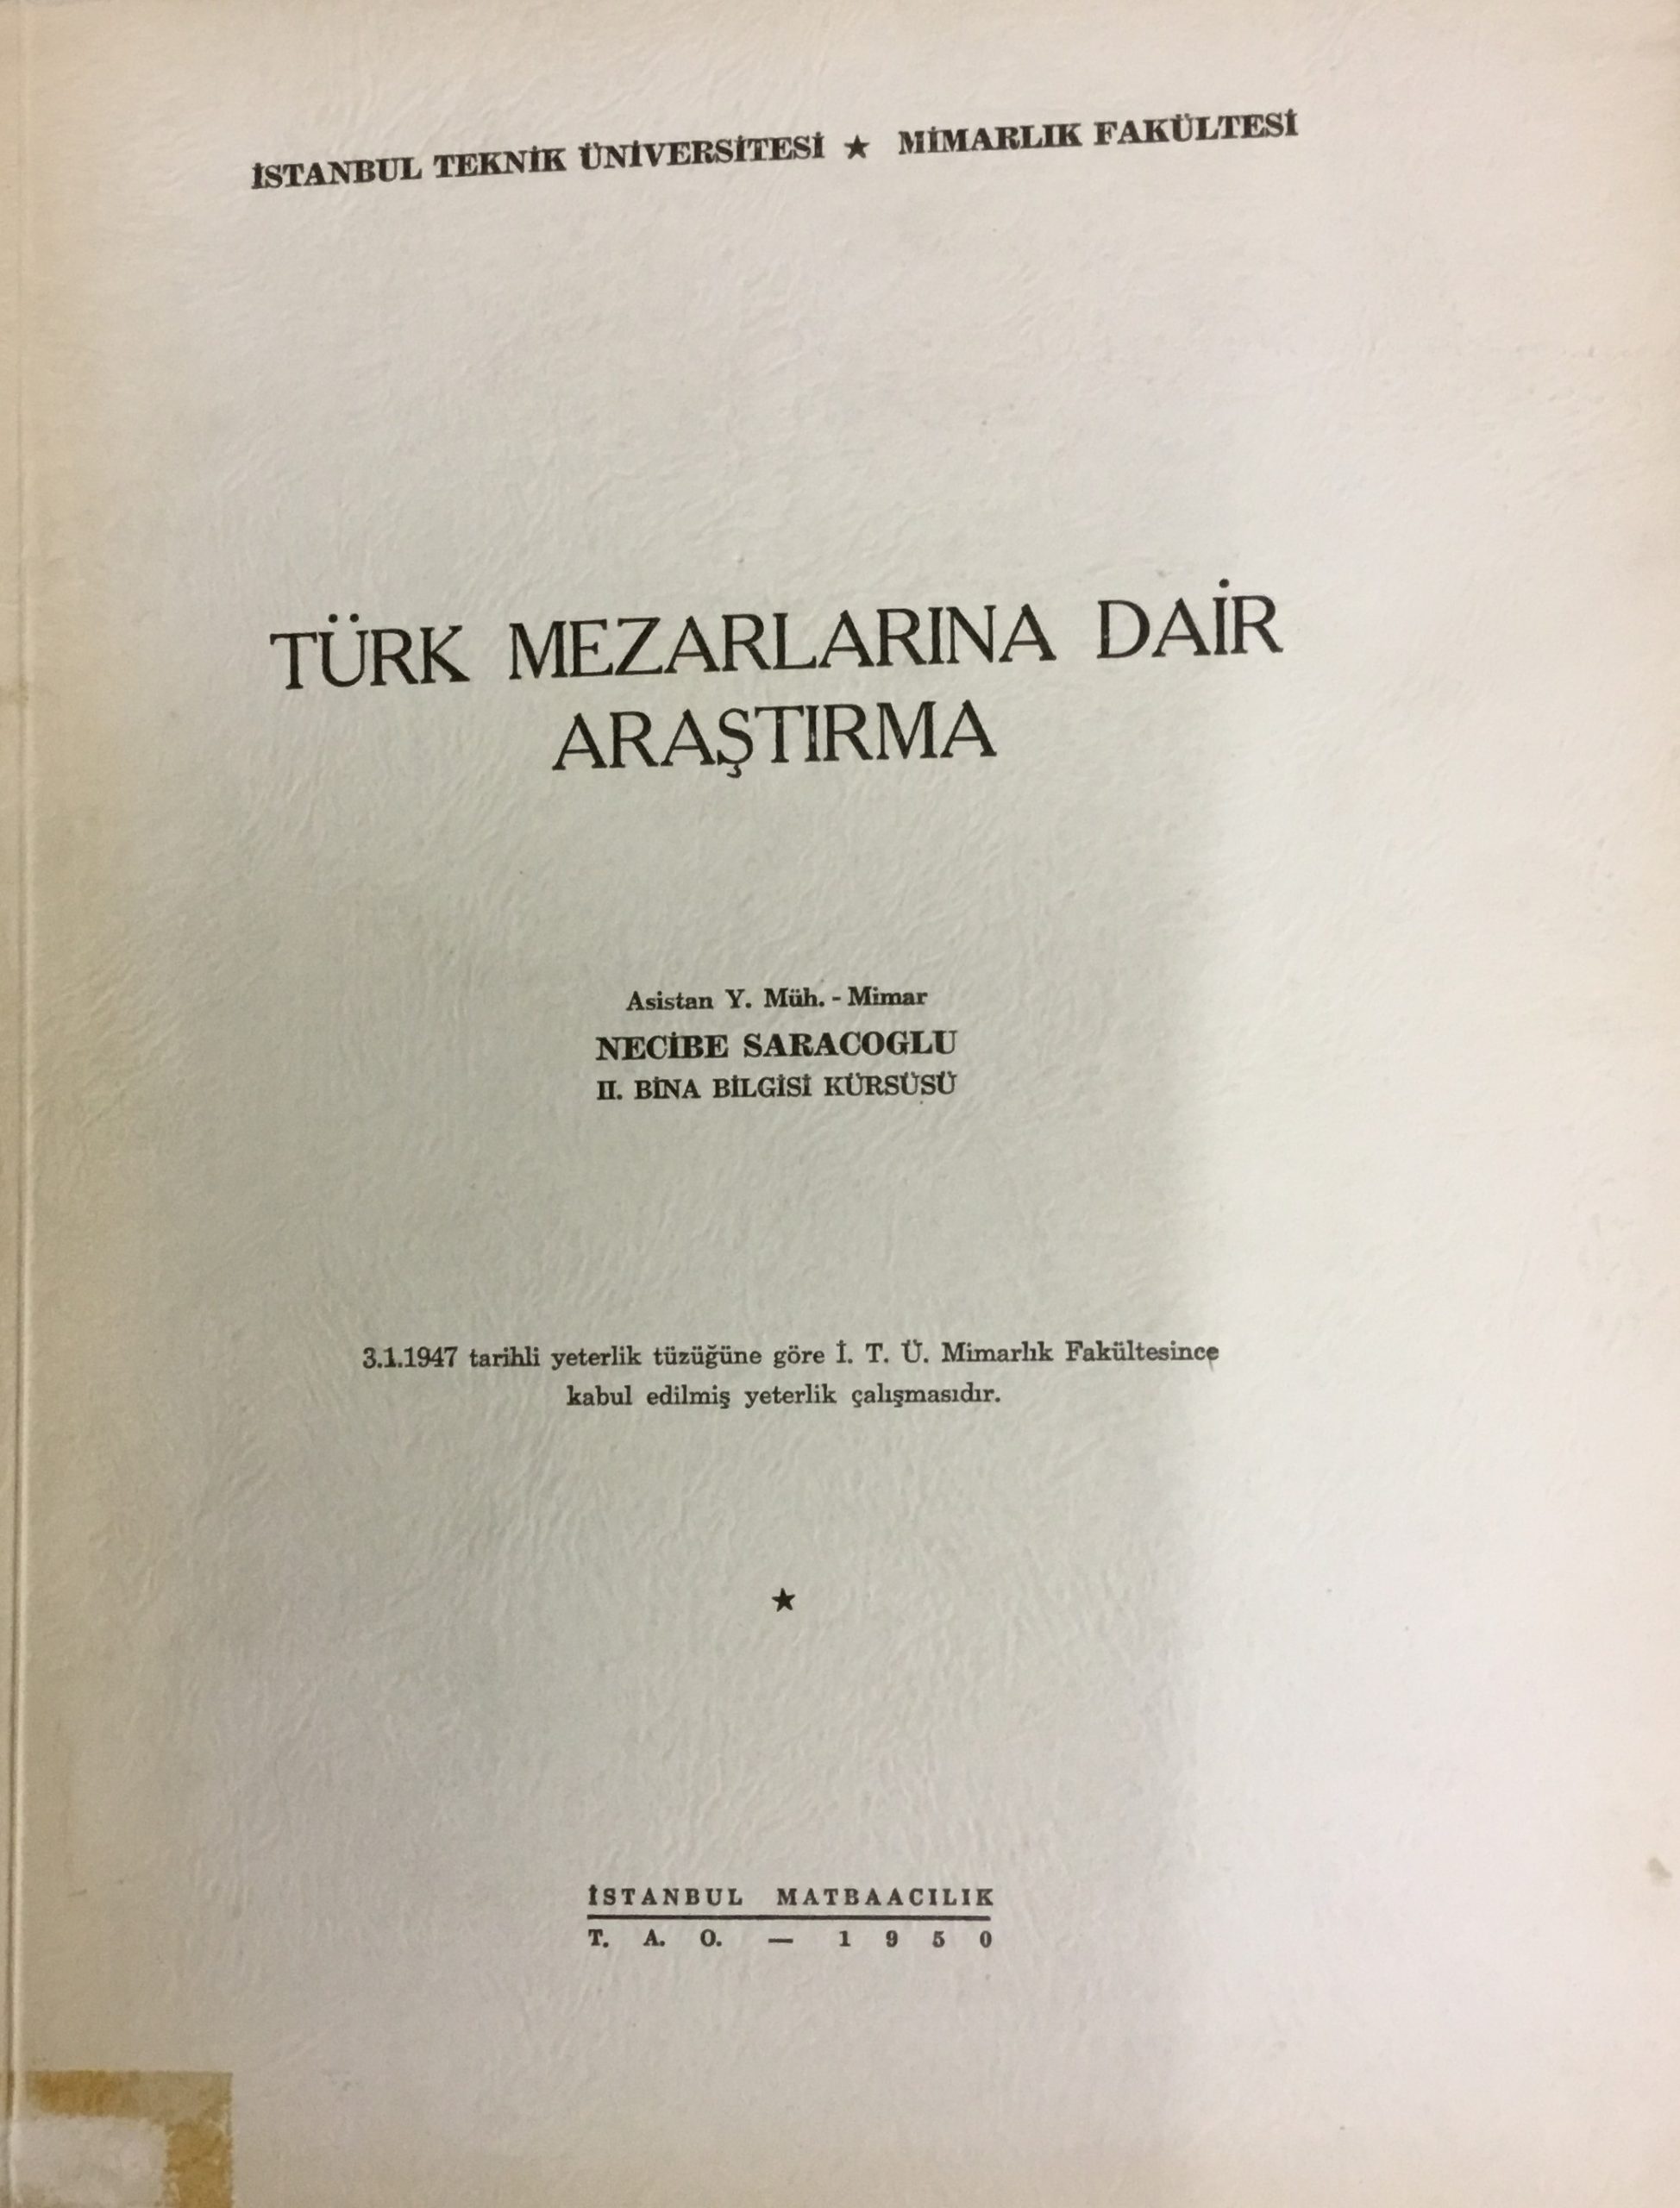 İSTANBUL TEKNİK ÜNİVERSİTESİ ★ MİMARLIK FAKÜLTESİ
TÜRK MEZARLARINA DAİR
ARAŞTIRMA
Asistan Y. Müh. - Mimar
NECİBE SARACOGLU
II. BİNA BİLGİSİ KÜRSÜSÜ
3.1.1947 tarihli yeterlik tüzüğüne göre İ. T. Ü. Mimarlık Fakültesince
kabul edilmiş yeterlik çalışmasıdır.
★
İSTANBUL MATBAACILIK
T. A. O. — 1950